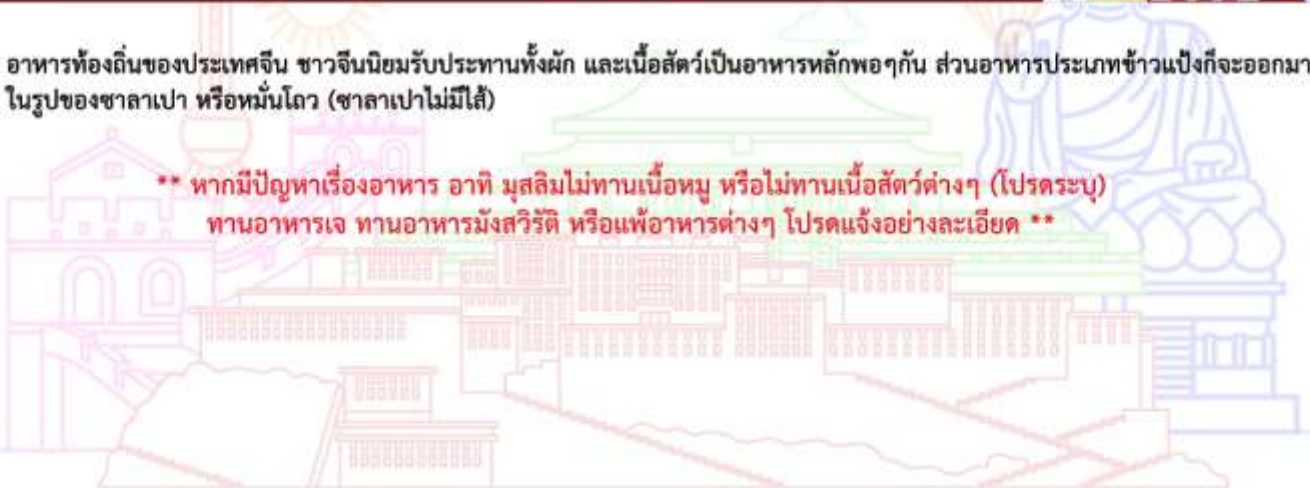 อาหารท้องถิ่นของประเทศจีน ชาวจีนนิยมรับประทานทั้งผัก และเนื้อสัตว์เป็นอาหารหลักพอๆกัน ส่วนอาหารประเภทข้าวแป้งก็จะออกมา
ในรูปของซาลาเปา หรือหมั่นโถว (ซาลาเปาไม่มีไส้)
** หากมีปัญหาเรื่องอาหาร อาทิ มุสลิมไม่ทานเนื้อหมู หรือไม่ทานเนื้อสัตว์ต่างๆ (โปรดระบุ)
ทานอาหารเจ ทานอาหารมังสวิรัติ หรือแพ้อาหารต่างๆ โปรดแจ้งอย่างละเอียด **